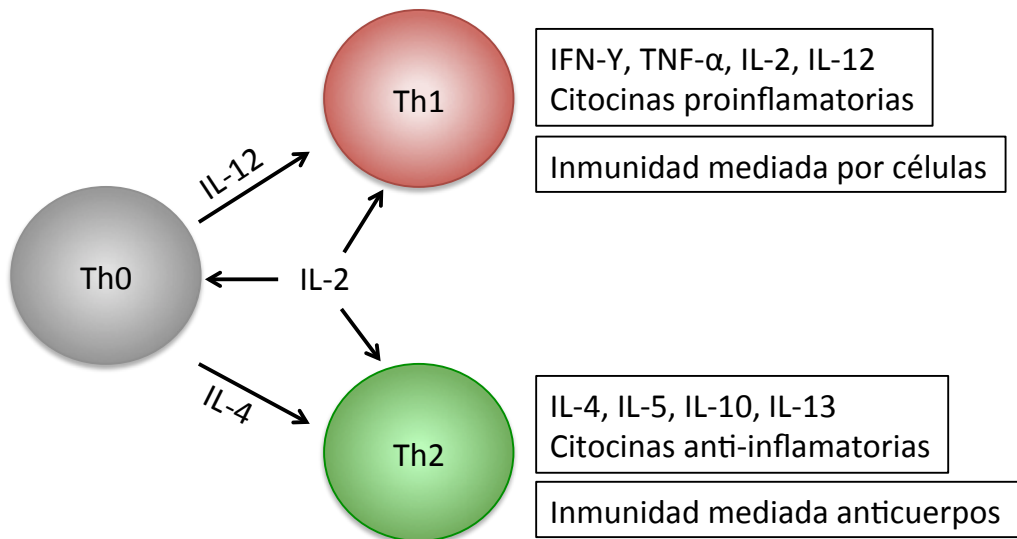 IFN-Y, TNF-α, IL-2, IL-12
Citocinas proinflamatorias
Th1
Inmunidad mediada por células
IL-12
Th0
IL-2
IL-4
IL-4, IL-5, IL-10, IL-13
Citocinas anti-inflamatorias
Th2
Inmunidad mediada anticuerpos